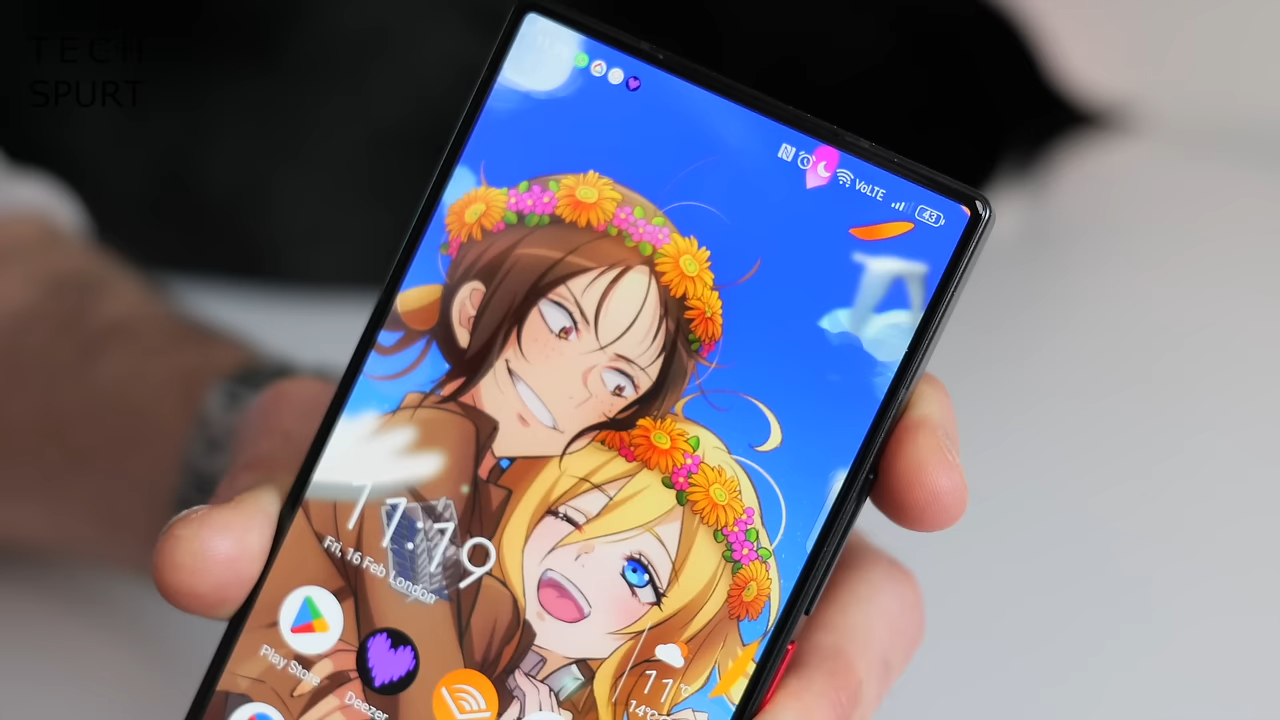 TECH
SPURT
VoLTE
43
11:19
Fri, 16 Feb London
Play Store
Deezer
11°C
14°C